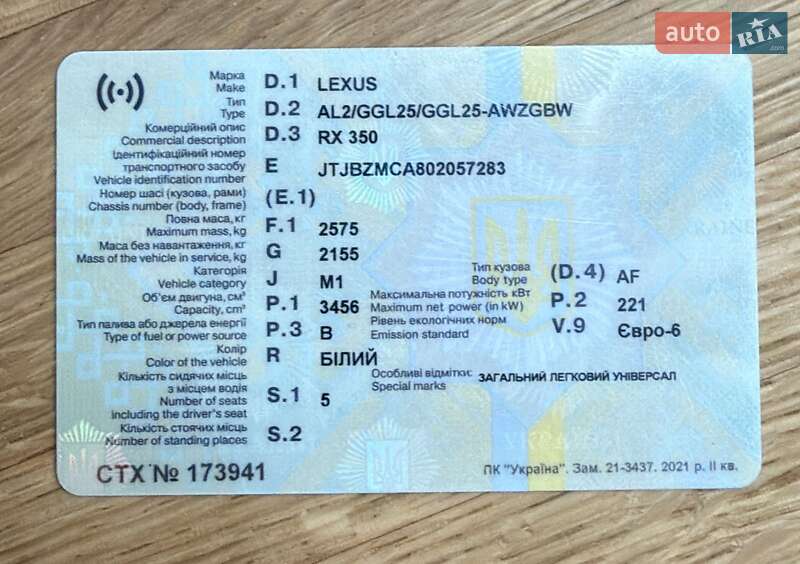 auto RIA.com
Марка D.1 LEXUS
Make
Тип D.2 AL2/GGL25/GGL25-AWZGBW
Type
Комерційний опис D.3 RX 350
Commercial description
Ідентифікаційний номер
транспортного засобу E JTJBZMCA802057283
Vehicle identification number
Номер шасі (кузова, рами) (E.1)
Chassis number (body, frame)
Повна маса, кг F.1 2575
Maximum mass, kg
Маса без навантаження, кг G 2155
Mass of the vehicle in service, kg
Категорія J M1 Тип кузова (D.4) AF
Vehicle category Body type
Об'єм двигуна, см³ P.1 3456 Максимальна потужність кВт P.2 221
Capacity, cm³ Maximum net power (in kW)
Тип палива або джерела енергії P.3 B Рівень екологічних норм V.9 Євро-6
Type of fuel or power source Emission standard
Колір R БІЛИЙ
Color of the vehicle Особливі відмітки: ЗАГАЛЬНИЙ ЛЕГКОВИЙ УНІВЕРСАЛ
Кількість сидячих місць Special marks
з місцем водія S.1 5
Number of seats
including the driver's seat
Кількість стоячих місць S.2
Number of standing places
СТХ № 173941 ПК "Україна". Зам. 21-3437. 2021 р. II кв.